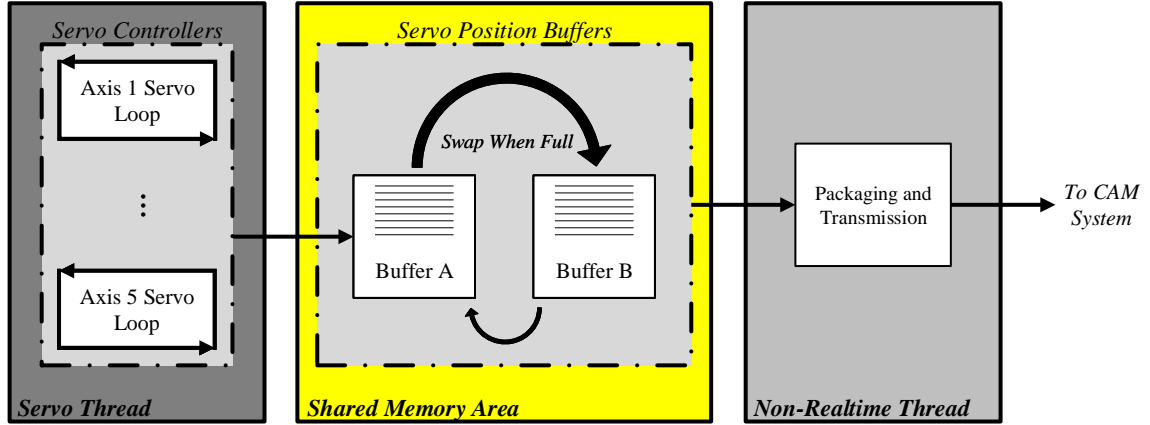 Servo Controllers
Axis 1 Servo
Loop
...
Axis 5 Servo
Loop
Servo Thread
Servo Position Buffers
Swap When Full
Buffer A
Buffer B
Shared Memory Area
Packaging and
Transmission
Non-Realtime Thread
To CAM
System